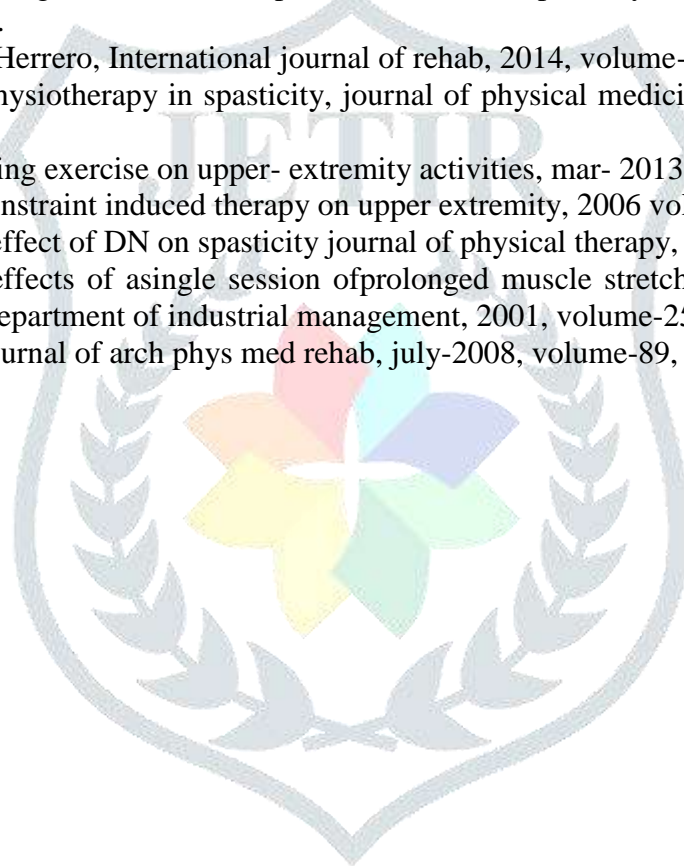 .
Herrero, International journal of rehab, 2014, volume-
hysiotherapy in spasticity, journal of physical medici
ing exercise on upper- extremity activities, mar- 2013
nstraint induced therapy on upper extremity, 2006 vol
effect of DN on spasticity journal of physical therapy,
effects of asingle session ofprolonged muscle stretch
epartment of industrial management, 2001, volume-25
urnal of arch phys med rehab, july-2008, volume-89,
JETIR